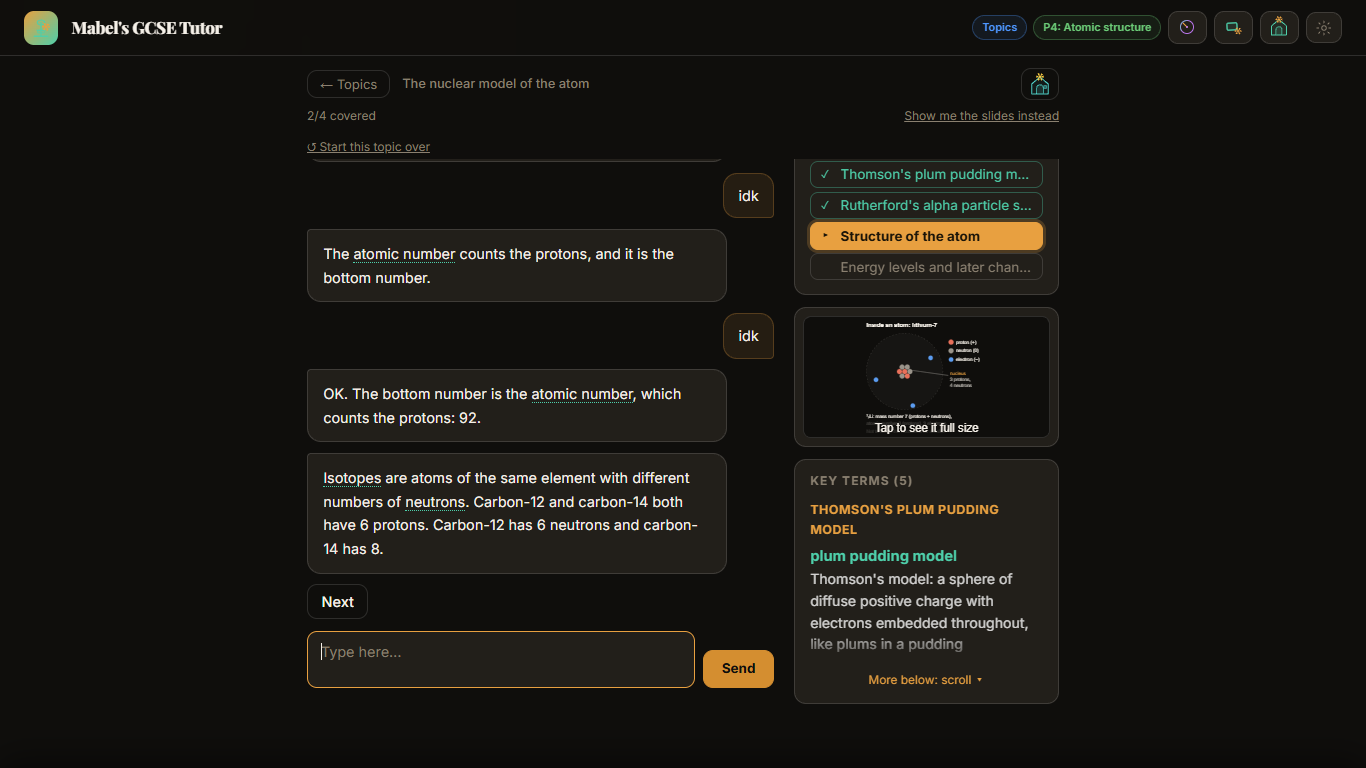 Mabel's GCSE Tutor
Topics
P4: Atomic structure
← Topics
The nuclear model of the atom
2/4 covered
Show me the slides instead
↺ Start this topic over
idk
The atomic number counts the protons, and it is the
bottom number.
idk
OK. The bottom number is the atomic number, which
counts the protons: 92.
Isotopes are atoms of the same element with different
numbers of neutrons. Carbon-12 and carbon-14 both
have 6 protons. Carbon-12 has 6 neutrons and carbon-
14 has 8.
Next
Type here...
Send
✓ Thomson's plum pudding m...
✓ Rutherford's alpha particle s...
‣ Structure of the atom
Energy levels and later chan...
Inside an atom: lithium-7
proton (+)
neutron (0)
electron (−)
nucleus
3 protons,
4 neutrons
mass number 7 (protons + neutrons),
Tap to see it full size
KEY TERMS (5)
THOMSON'S PLUM PUDDING
MODEL
plum pudding model
Thomson's model: a sphere of
diffuse positive charge with
electrons embedded throughout,
like plums in a pudding
More below: scroll ▾